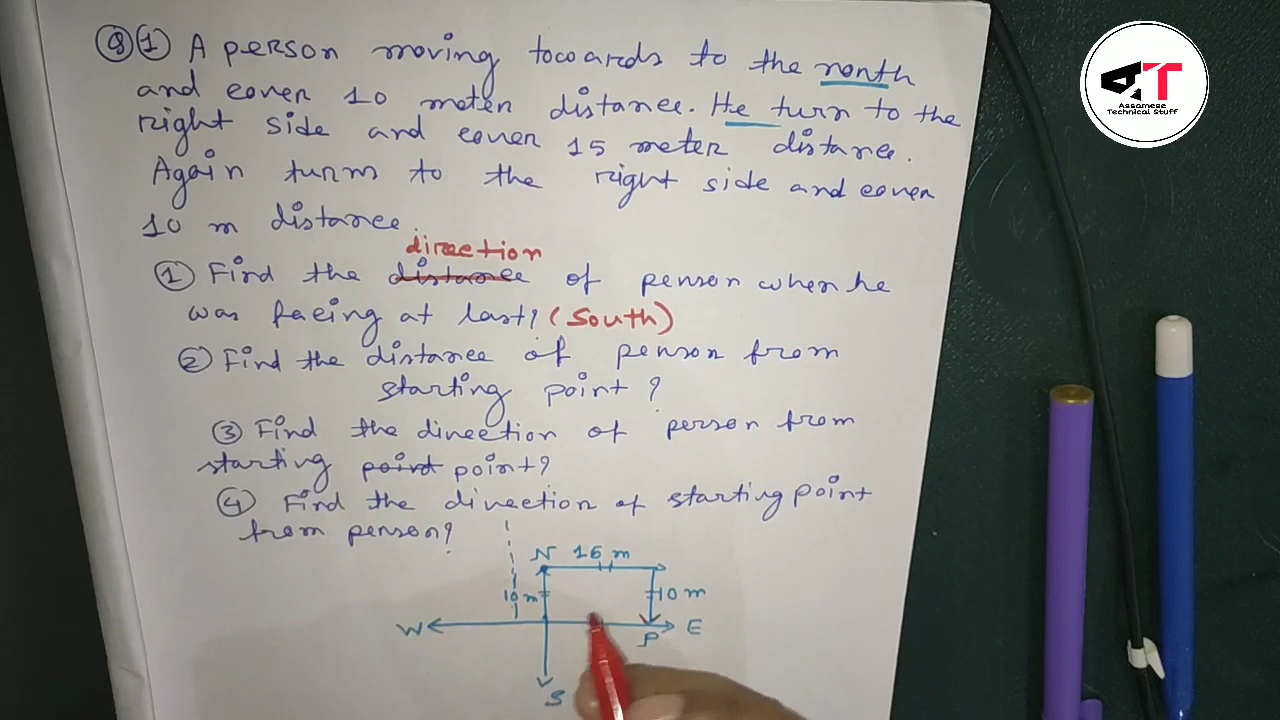 Q ① A person moving towards to the north
and cover 10 meter distance. He turn to the
right side and cover 15 meter distance.
Again turns to the right side and cover
10 m distance.
direction
① Find the distance of person when he
was facing at last? (South)
② Find the distance of person from
starting point ?
③ Find the direction of person from
starting point point?
④ Find the direction of starting point
from person?
N 15 m
10 m 10 m
W E
P
S
AT
Assamese
Technical Stuff